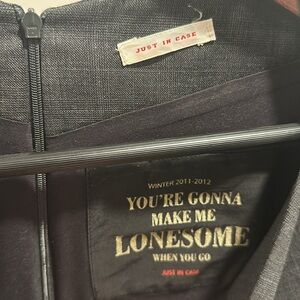 JUST IN CASE
WINTER 2011-2012
YOU'RE GONNA
MAKE ME
LONESOME
WHEN YOU GO
JUST IN CASE